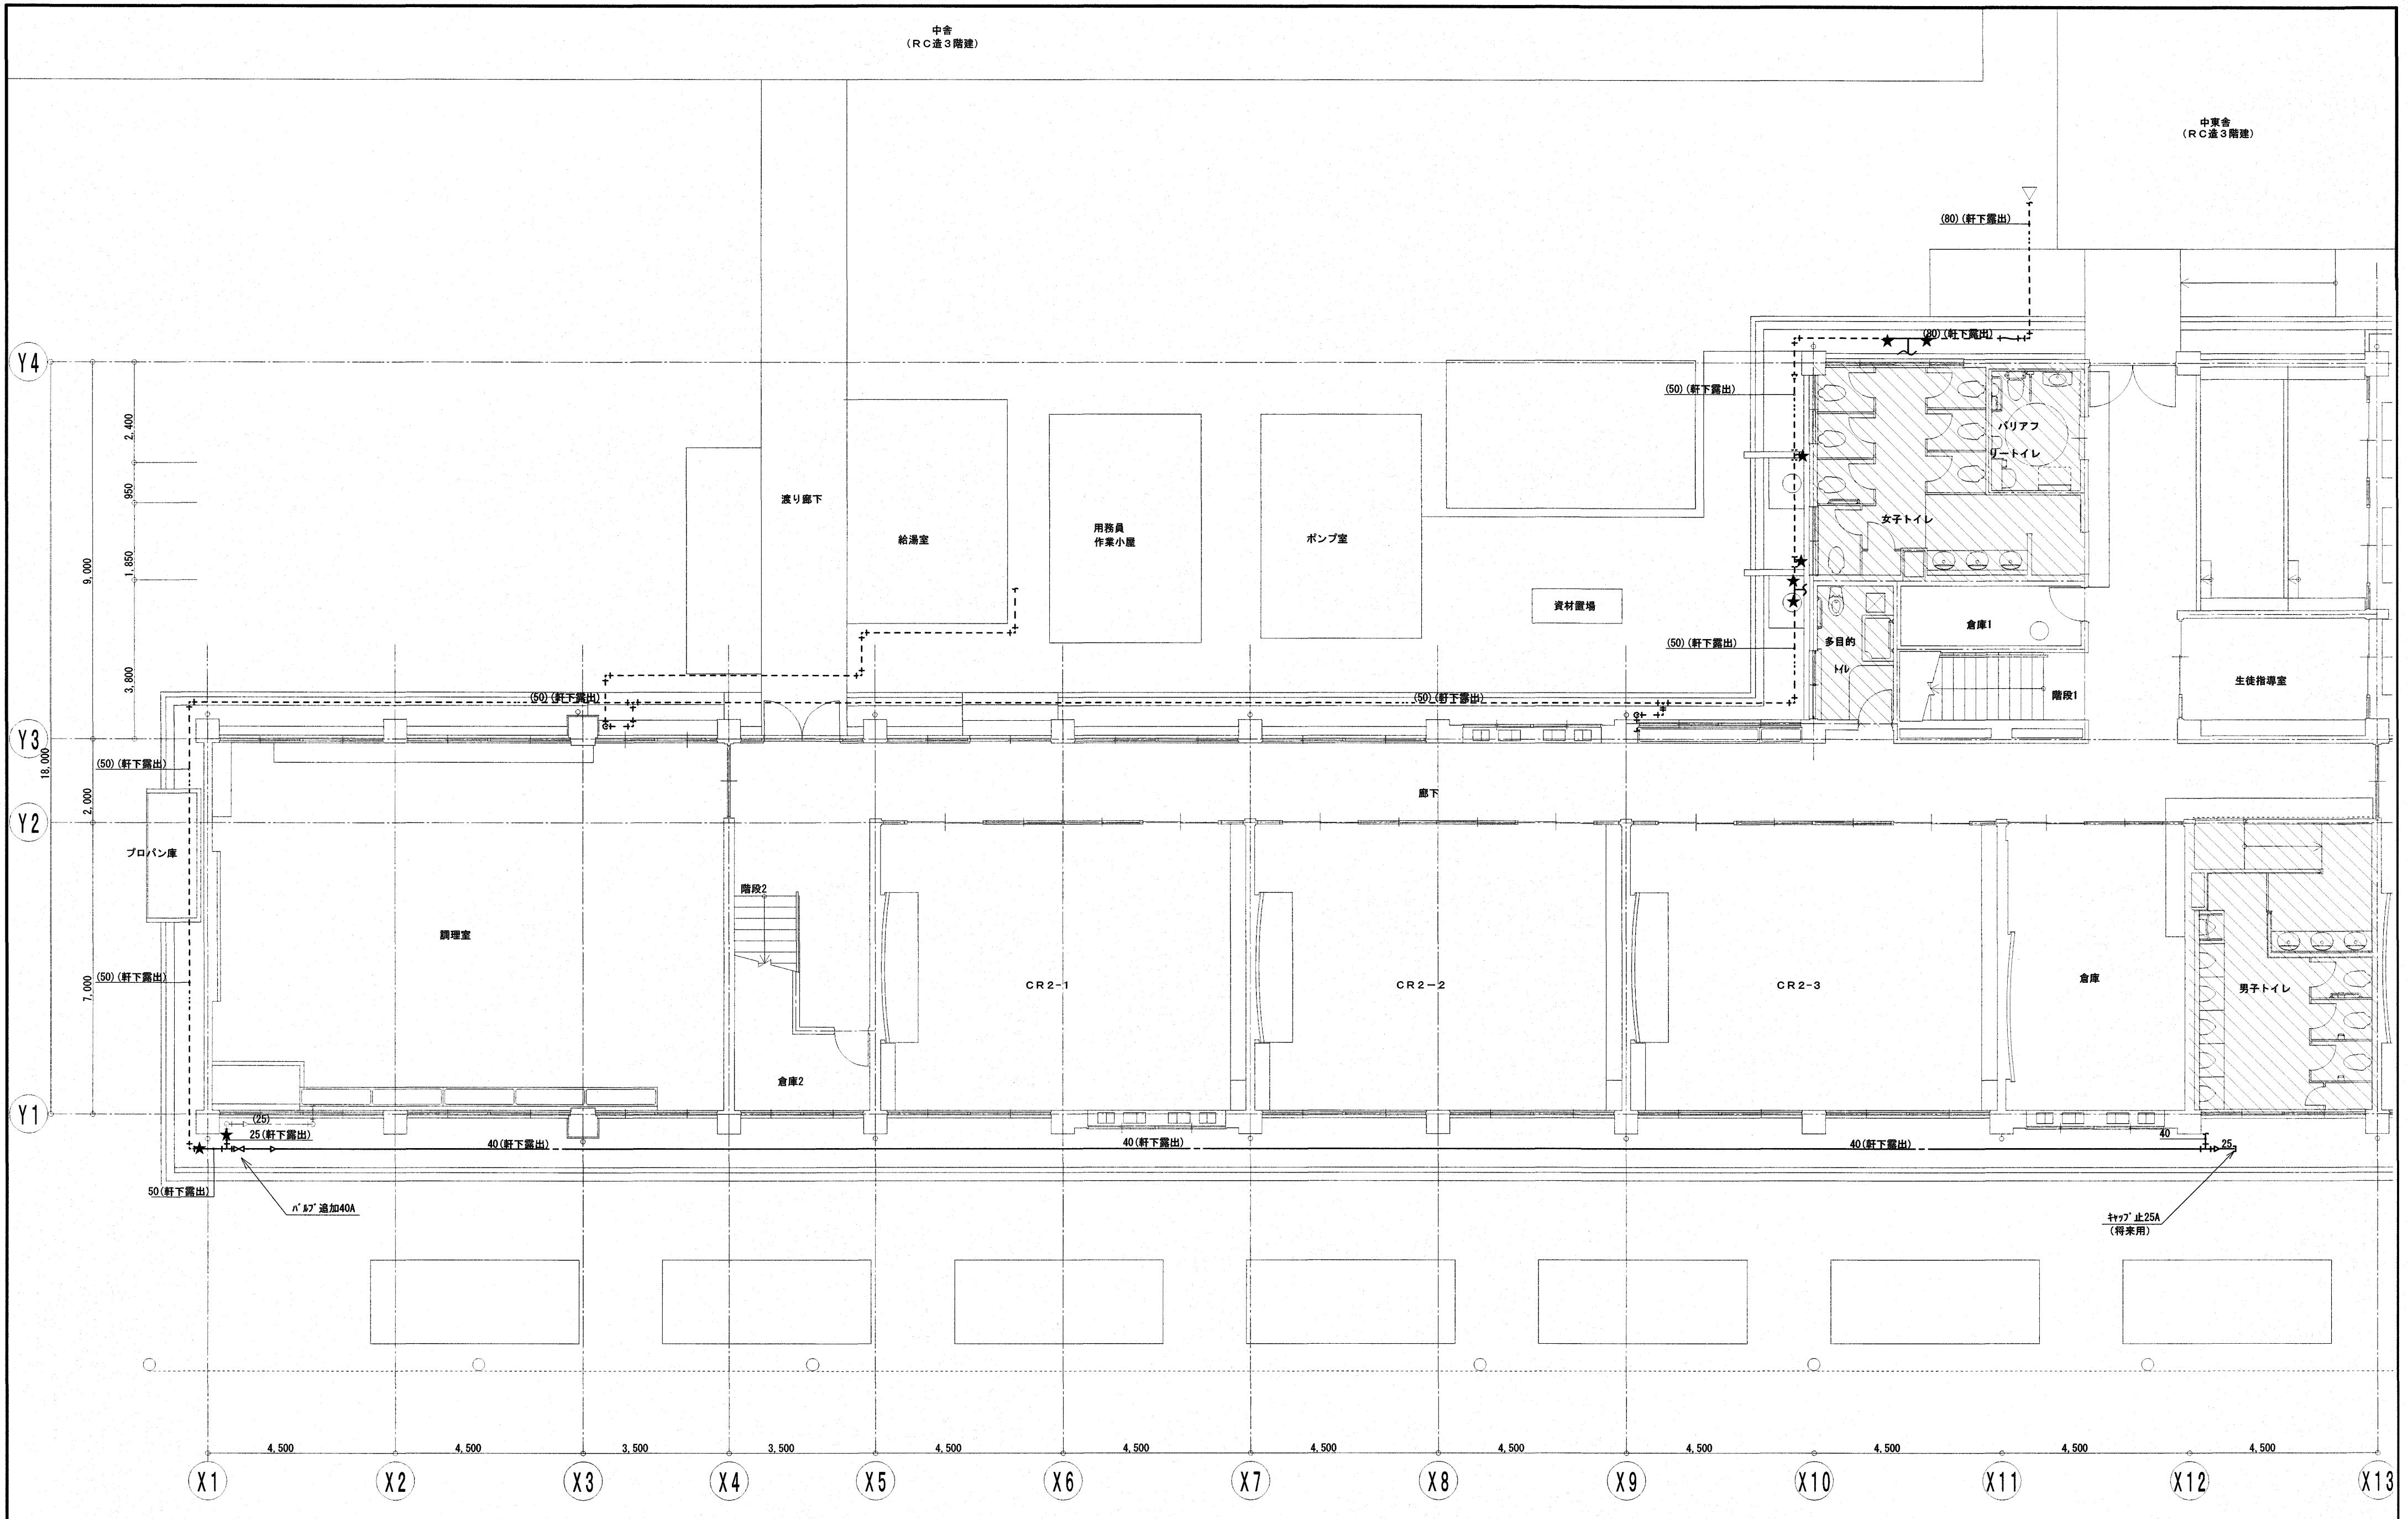 中舎
(RC造3階建)
中東舎
(RC造3階建)
(80)(軒下露出)
(80)(軒下露出)
Y4
(50)(軒下露出)
2,400
バリアフ
リートイレ
950
渡り廊下
女子トイレ
給湯室
用務員
作業小屋
ポンプ室
9,000
1,850
資材置場
倉庫1
多目的
トイレ
(50)(軒下露出)
3,800
生徒指導室
階段1
(50)(軒下露出)
(50)(軒下露出)
G
G
Y3
18,000
(50)(軒下露出)
2,000
廊下
Y2
プロパン庫
階段2
調理室
(50)(軒下露出)
7,000
CR2-1
CR2-2
CR2-3
倉庫
男子トイレ
倉庫2
Y1
(25)
25(軒下露出)
40(軒下露出)
40(軒下露出)
40(軒下露出)
40
25
50(軒下露出)
バルブ追加40A
キャップ止25A
(将来用)
4,500
4,500
3,500
3,500
4,500
4,500
4,500
4,500
4,500
4,500
4,500
4,500
X1
X2
X3
X4
X5
X6
X7
X8
X9
X10
X11
X12
X13